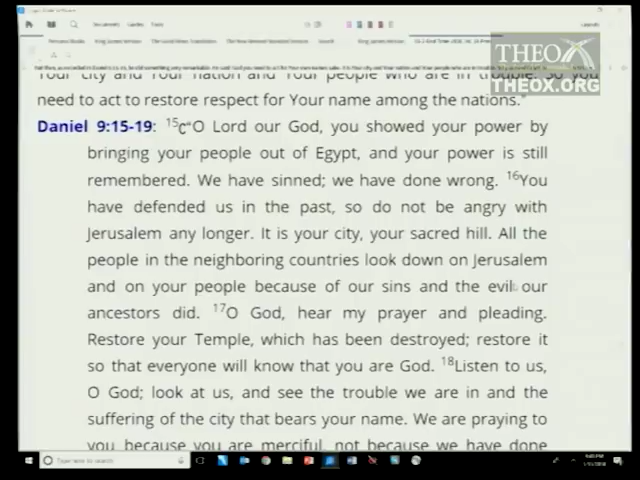 THEOX
THEOX.ORG
Your city and Your nation and Your people who are in trouble. So you
need to act to restore respect for Your name among the nations."
Daniel 9:15-19: 15C“O Lord our God, you showed your power by
bringing your people out of Egypt, and your power is still
remembered. We have sinned; we have done wrong. 16You
have defended us in the past, so do not be angry with
Jerusalem any longer. It is your city, your sacred hill. All the
people in the neighboring countries look down on Jerusalem
and on your people because of our sins and the evil our
ancestors did. 17O God, hear my prayer and pleading.
Restore your Temple, which has been destroyed; restore it
so that everyone will know that you are God. 18Listen to us,
O God; look at us, and see the trouble we are in and the
suffering of the city that bears your name. We are praying to
you because you are merciful, not because we have done
Type here to search